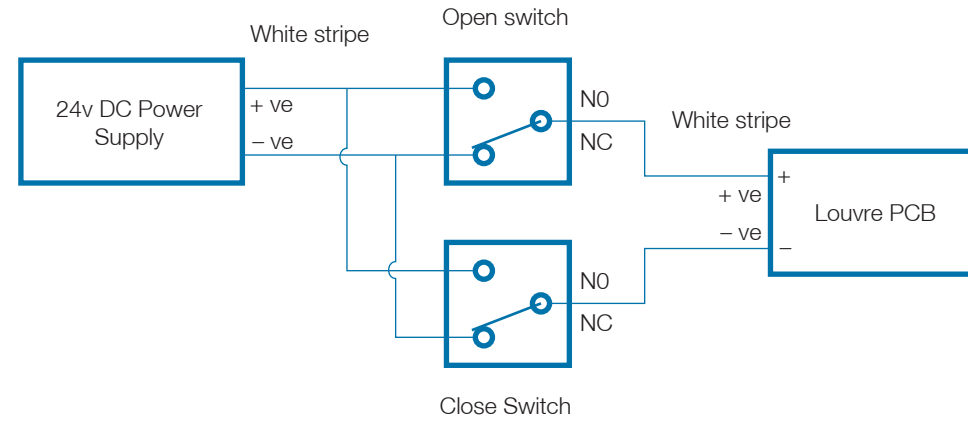 Open switch
White stripe
24v DC Power
Supply
+ ve
– ve
N0
NC
White stripe
+
+ ve
– ve
–
Louvre PCB
N0
NC
Close Switch